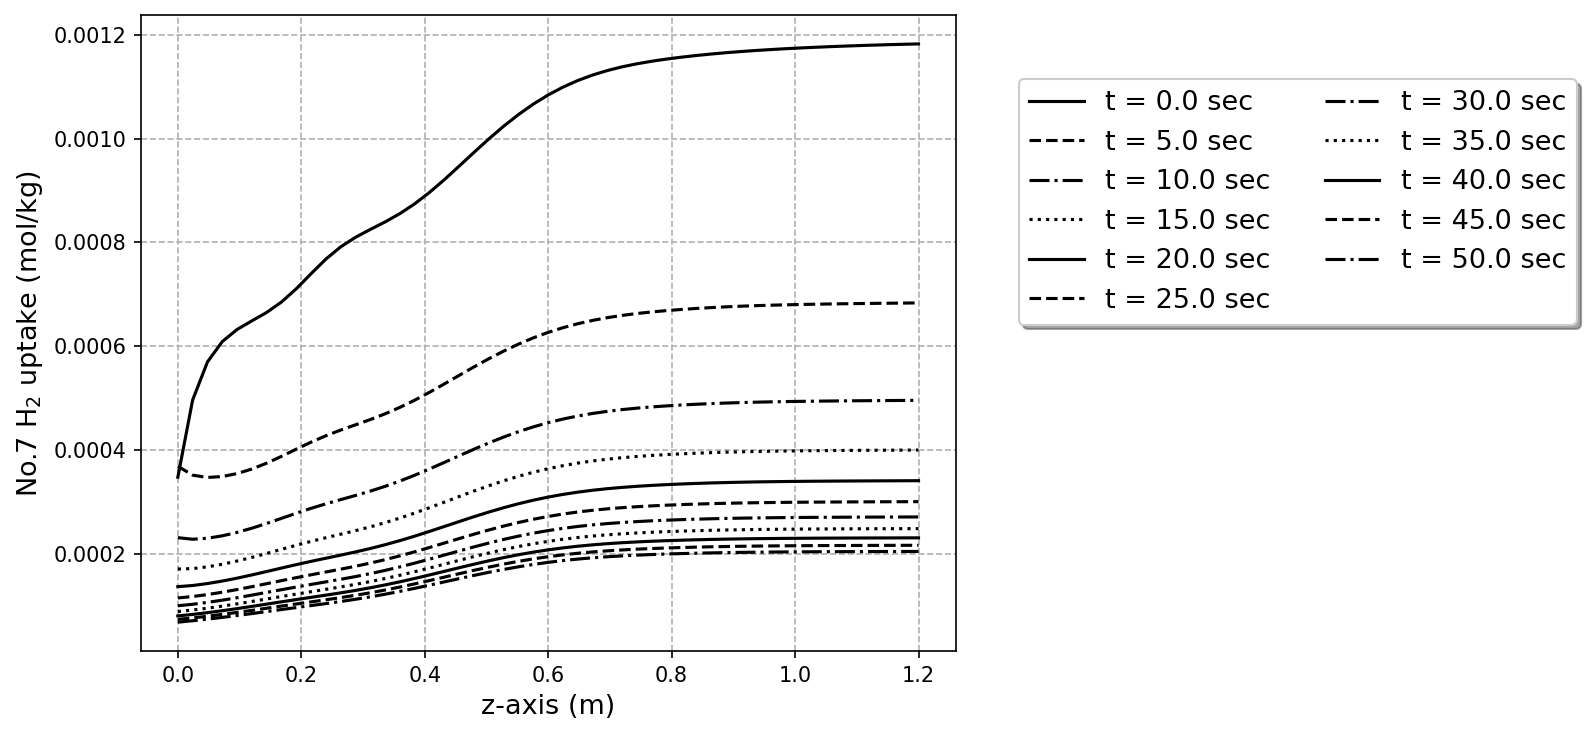 0.0012
0.0010
0.0008
0.0006
0.0004
0.0002
No.7 H₂ uptake (mol/kg)
0.0 0.2 0.4 0.6 0.8 1.0 1.2
z-axis (m)
t = 0.0 sec
t = 5.0 sec
t = 10.0 sec
t = 15.0 sec
t = 20.0 sec
t = 25.0 sec
t = 30.0 sec
t = 35.0 sec
t = 40.0 sec
t = 45.0 sec
t = 50.0 sec